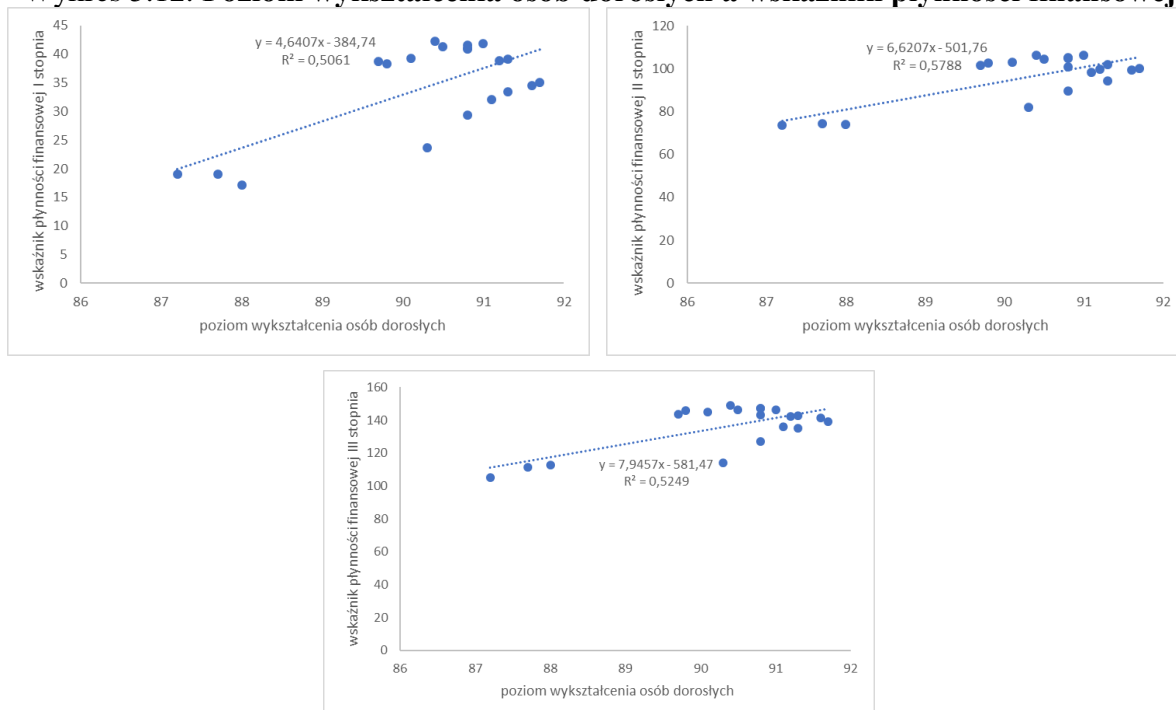 Wykres 3.12. Poziom wykształcenia osób dorosłych a wskaźniki płynności finansowej
wskaźnik płynności finansowej I stopnia
45
40
35
30
25
20
15
10
5
0
y = 4,6407x - 384,74
R² = 0,5061
86 87 88 89 90 91 92
poziom wykształcenia osób dorosłych
wskaźnik płynności finansowej II stopnia
120
100
80
60
40
20
0
y = 6,6207x - 501,76
R² = 0,5788
86 87 88 89 90 91 92
poziom wykształcenia osób dorosłych
wskaźnik płynności finansowej III stopnia
160
140
120
100
80
60
40
20
0
y = 7,9457x - 581,47
R² = 0,5249
86 87 88 89 90 91 92
poziom wykształcenia osób dorosłych